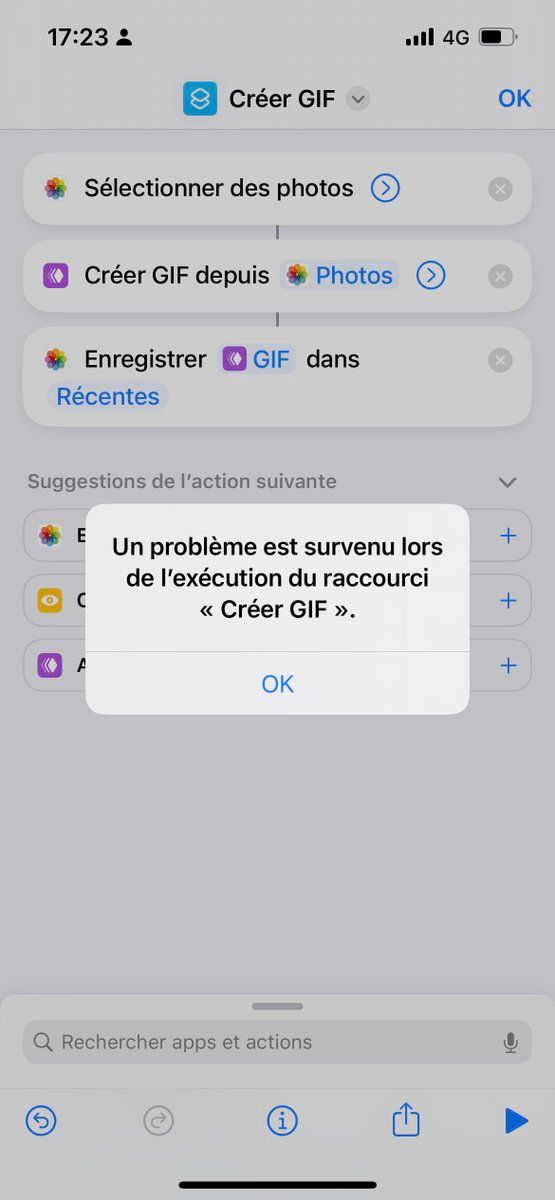 17:23
4G
Créer GIF
OK
Sélectionner des photos
Créer GIF depuis Photos
Enregistrer GIF dans
Récentes
Suggestions de l’action suivante
E
A
Un problème est survenu lors
de l’exécution du raccourci
« Créer GIF ».
OK
Rechercher apps et actions